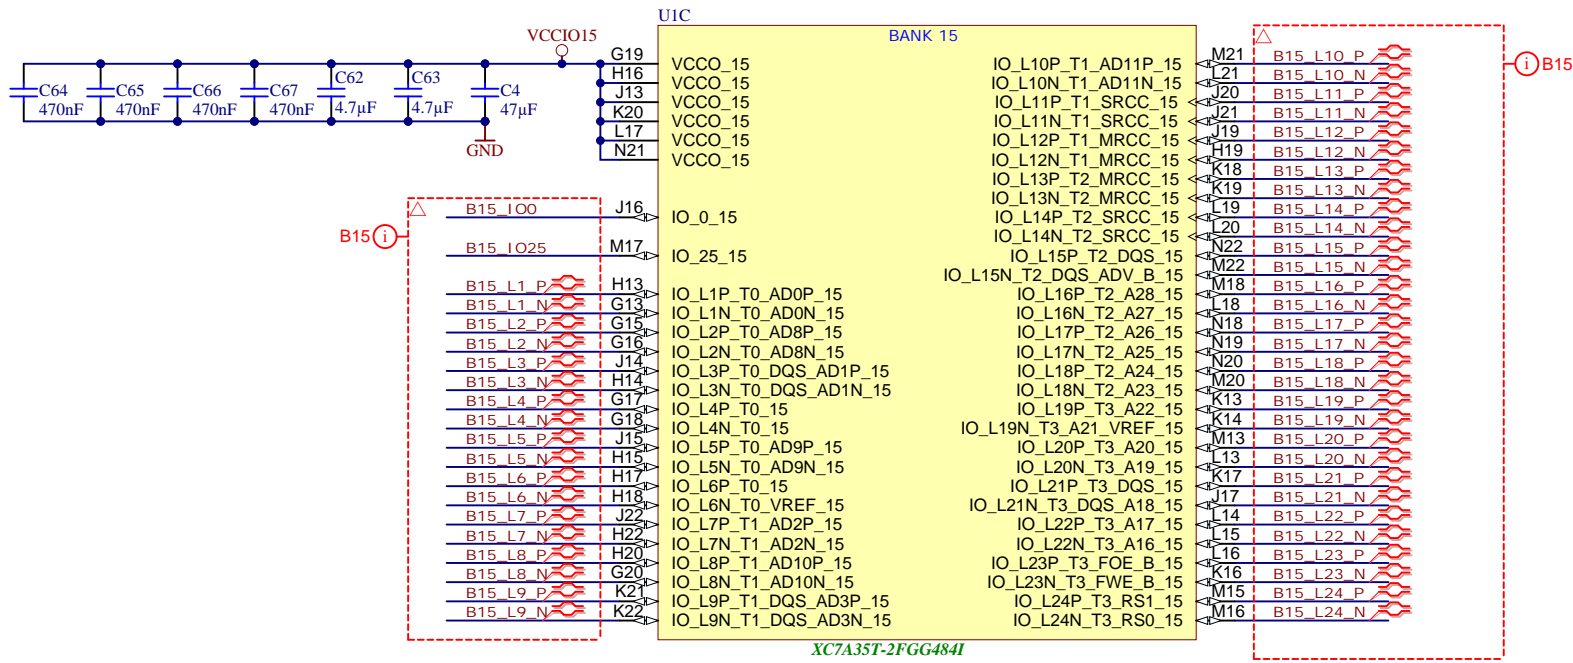 U1C
BANK 15
VCCIO15
C64 470nF
C65 470nF
C66 470nF
C67 470nF
C62 4.7µF
C63 4.7µF
C4 47µF
GND
G19 VCCO_15
H16 VCCO_15
J13 VCCO_15
K20 VCCO_15
L17 VCCO_15
N21 VCCO_15
B15 i
B15_IO0 J16 IO_0_15
B15_IO25 M17 IO_25_15
B15_L1_P H13 IO_L1P_T0_AD0P_15
B15_L1_N G13 IO_L1N_T0_AD0N_15
B15_L2_P G15 IO_L2P_T0_AD8P_15
B15_L2_N G16 IO_L2N_T0_AD8N_15
B15_L3_P J14 IO_L3P_T0_DQS_AD1P_15
B15_L3_N H14 IO_L3N_T0_DQS_AD1N_15
B15_L4_P G17 IO_L4P_T0_15
B15_L4_N G18 IO_L4N_T0_15
B15_L5_P J15 IO_L5P_T0_AD9P_15
B15_L5_N H15 IO_L5N_T0_AD9N_15
B15_L6_P H17 IO_L6P_T0_15
B15_L6_N H18 IO_L6N_T0_VREF_15
B15_L7_P J22 IO_L7P_T1_AD2P_15
B15_L7_N H22 IO_L7N_T1_AD2N_15
B15_L8_P H20 IO_L8P_T1_AD10P_15
B15_L8_N G20 IO_L8N_T1_AD10N_15
B15_L9_P K21 IO_L9P_T1_DQS_AD3P_15
B15_L9_N K22 IO_L9N_T1_DQS_AD3N_15
IO_L10P_T1_AD11P_15 M21 B15_L10_P
IO_L10N_T1_AD11N_15 L21 B15_L10_N
IO_L11P_T1_SRCC_15 J20 B15_L11_P
IO_L11N_T1_SRCC_15 J21 B15_L11_N
IO_L12P_T1_MRCC_15 J19 B15_L12_P
IO_L12N_T1_MRCC_15 H19 B15_L12_N
IO_L13P_T2_MRCC_15 K18 B15_L13_P
IO_L13N_T2_MRCC_15 K19 B15_L13_N
IO_L14P_T2_SRCC_15 L19 B15_L14_P
IO_L14N_T2_SRCC_15 L20 B15_L14_N
IO_L15P_T2_DQS_15 N22 B15_L15_P
IO_L15N_T2_DQS_ADV_B_15 M22 B15_L15_N
IO_L16P_T2_A28_15 M18 B15_L16_P
IO_L16N_T2_A27_15 L18 B15_L16_N
IO_L17P_T2_A26_15 N18 B15_L17_P
IO_L17N_T2_A25_15 N19 B15_L17_N
IO_L18P_T2_A24_15 N20 B15_L18_P
IO_L18N_T2_A23_15 M20 B15_L18_N
IO_L19P_T3_A22_15 K13 B15_L19_P
IO_L19N_T3_A21_VREF_15 K14 B15_L19_N
IO_L20P_T3_A20_15 M13 B15_L20_P
IO_L20N_T3_A19_15 L13 B15_L20_N
IO_L21P_T3_DQS_15 K17 B15_L21_P
IO_L21N_T3_DQS_A18_15 J17 B15_L21_N
IO_L22P_T3_A17_15 L14 B15_L22_P
IO_L22N_T3_A16_15 L15 B15_L22_N
IO_L23P_T3_FOE_B_15 L16 B15_L23_P
IO_L23N_T3_FWE_B_15 K16 B15_L23_N
IO_L24P_T3_RS1_15 M15 B15_L24_P
IO_L24N_T3_RS0_15 M16 B15_L24_N
i B15
XC7A35T-2FGG484I